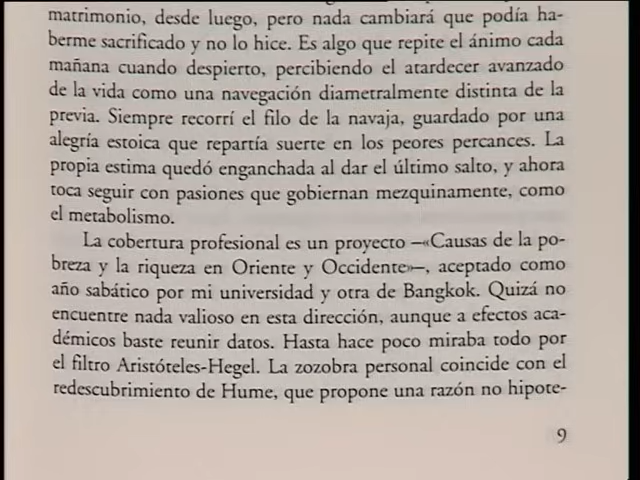 matrimonio, desde luego, pero nada cambiará que podía ha-
berme sacrificado y no lo hice. Es algo que repite el ánimo cada
mañana cuando despierto, percibiendo el atardecer avanzado
de la vida como una navegación diametralmente distinta de la
previa. Siempre recorrí el filo de la navaja, guardado por una
alegría estoica que repartía suerte en los peores percances. La
propia estima quedó enganchada al dar el último salto, y ahora
toca seguir con pasiones que gobiernan mezquinamente, como
el metabolismo.
La cobertura profesional es un proyecto –«Causas de la po-
breza y la riqueza en Oriente y Occidente»–, aceptado como
año sabático por mi universidad y otra de Bangkok. Quizá no
encuentre nada valioso en esta dirección, aunque a efectos aca-
démicos baste reunir datos. Hasta hace poco miraba todo por
el filtro Aristóteles-Hegel. La zozobra personal coincide con el
redescubrimiento de Hume, que propone una razón no hipote-
9